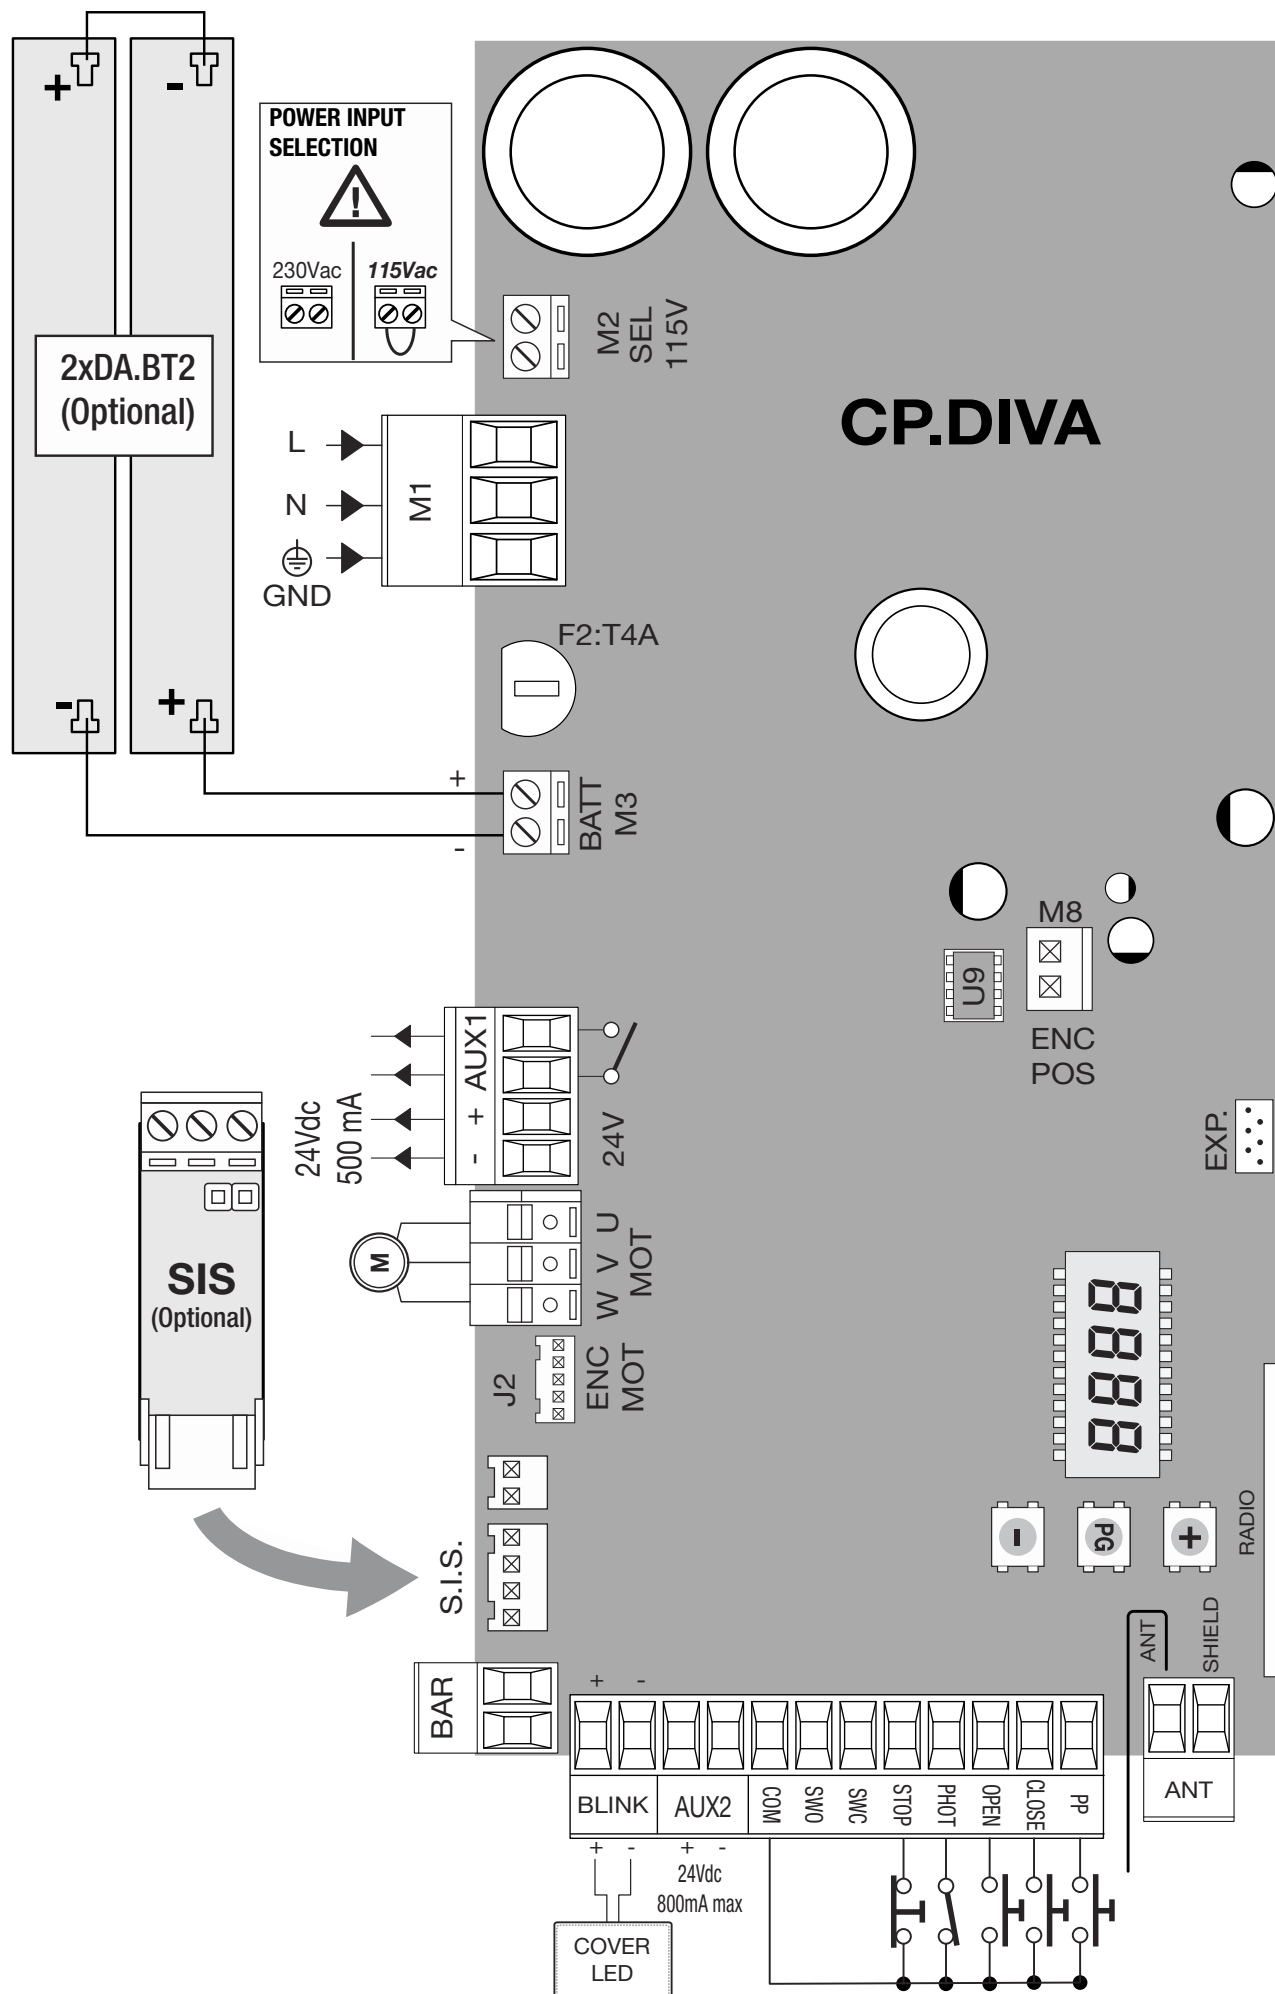 +
-
POWER INPUT
SELECTION
!
230Vac
115Vac
M2
SEL
115V
2xDA.BT2
(Optional)
CP.DIVA
L
N
GND
M1
F2:T4A
-
+
+
-
BATT
M3
M8
U9
ENC
POS
AUX1
+
-
24Vdc
500 mA
24V
EXP.
SIS
(Optional)
M
U
V
W
MOT
8888
J2
ENC
MOT
-
PG
+
RADIO
S.I.S.
ANT
SHIELD
BAR
+
-
BLINK
AUX2
COM
SWO
SWC
STOP
PHOT
OPEN
CLOSE
PP
ANT
+
-
+
-
24Vdc
800mA max
COVER
LED